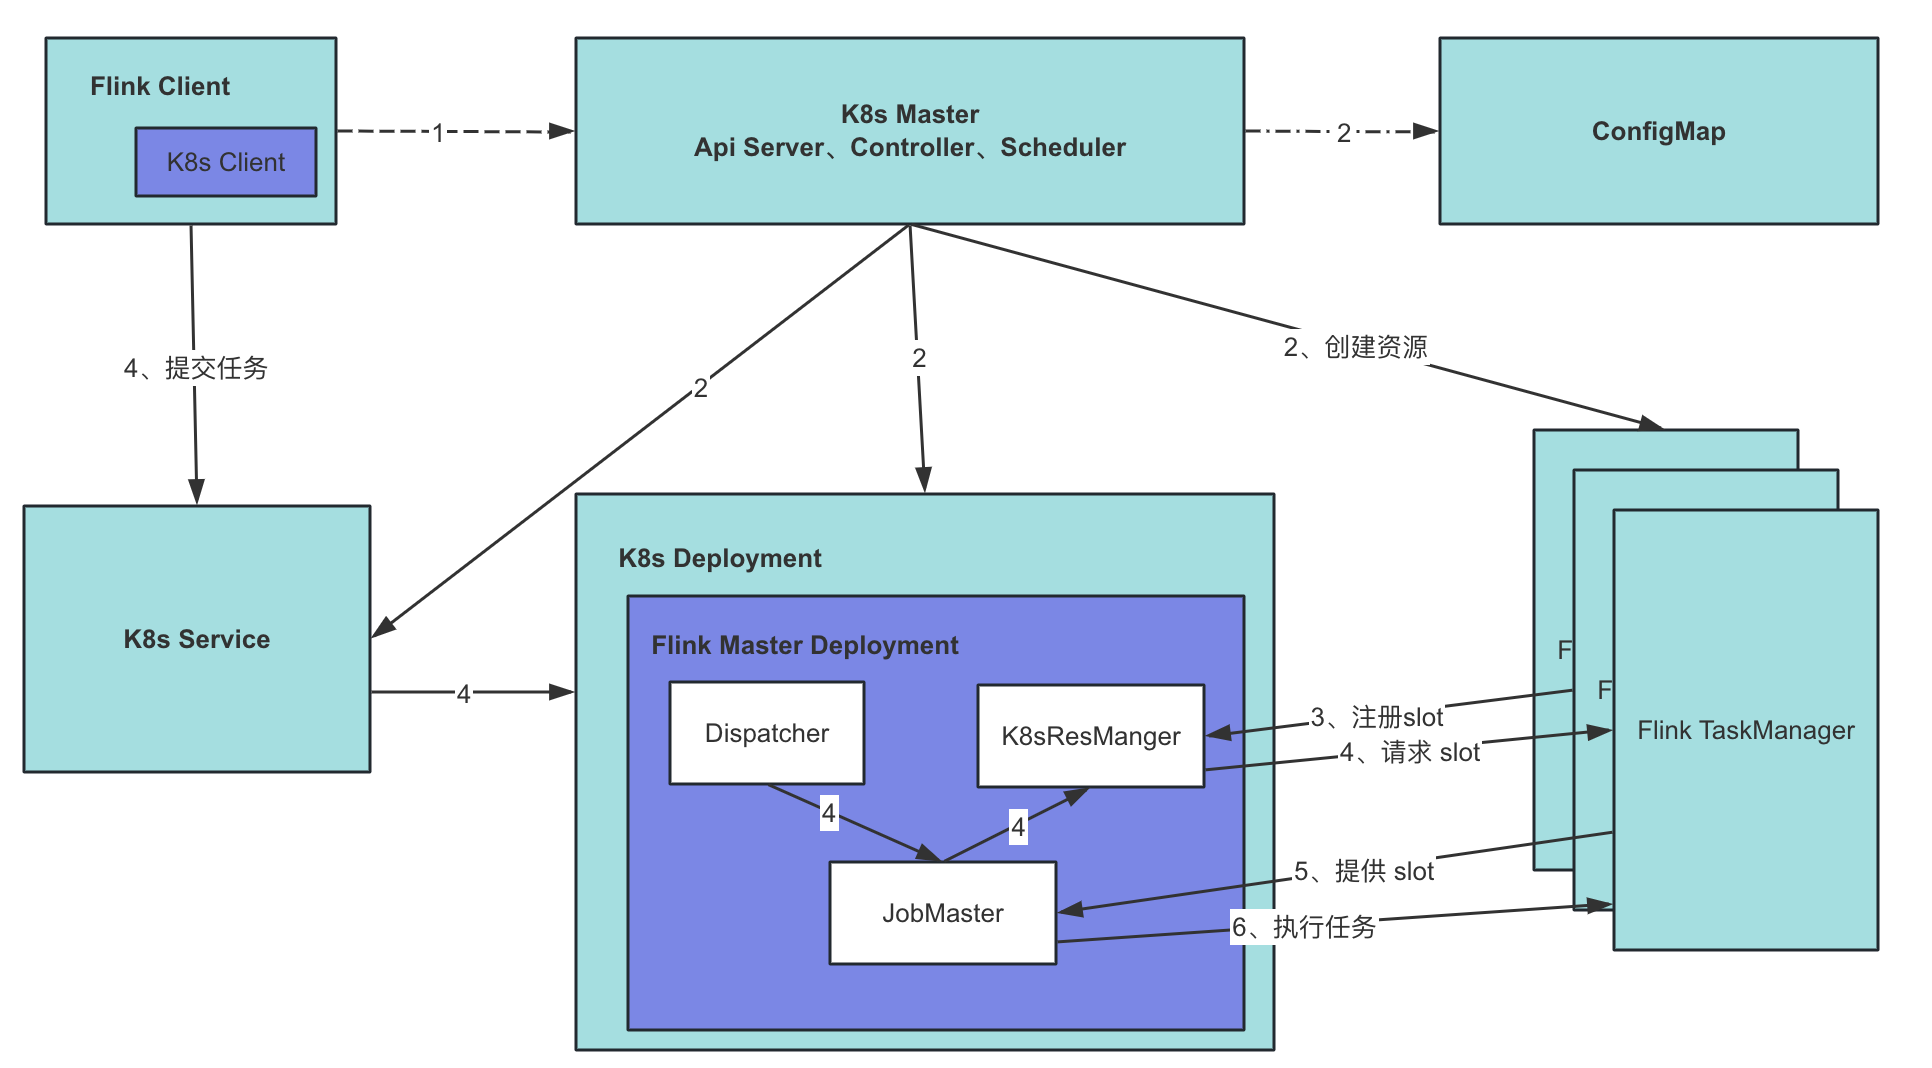 Flink Client
K8s Client
1
K8s Master
Api Server、Controller、Scheduler
2
ConfigMap
4、提交任务
2
2
2、创建资源
K8s Service
4
K8s Deployment
Flink Master Deployment
Dispatcher
K8sResManger
4
4
JobMaster
F
F
Flink TaskManager
3、注册slot
4、请求 slot
5、提供 slot
6、执行任务